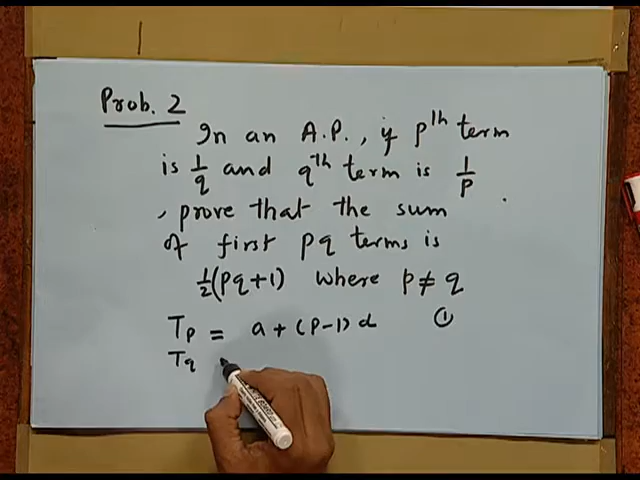 Prob. 2
In an A.P., if pth term
is 1/q and qth term is 1/p
, prove that the sum
of first pq terms is
1/2(pq+1) where p ≠ q
Tp = a + (p-1) d ①
Tq